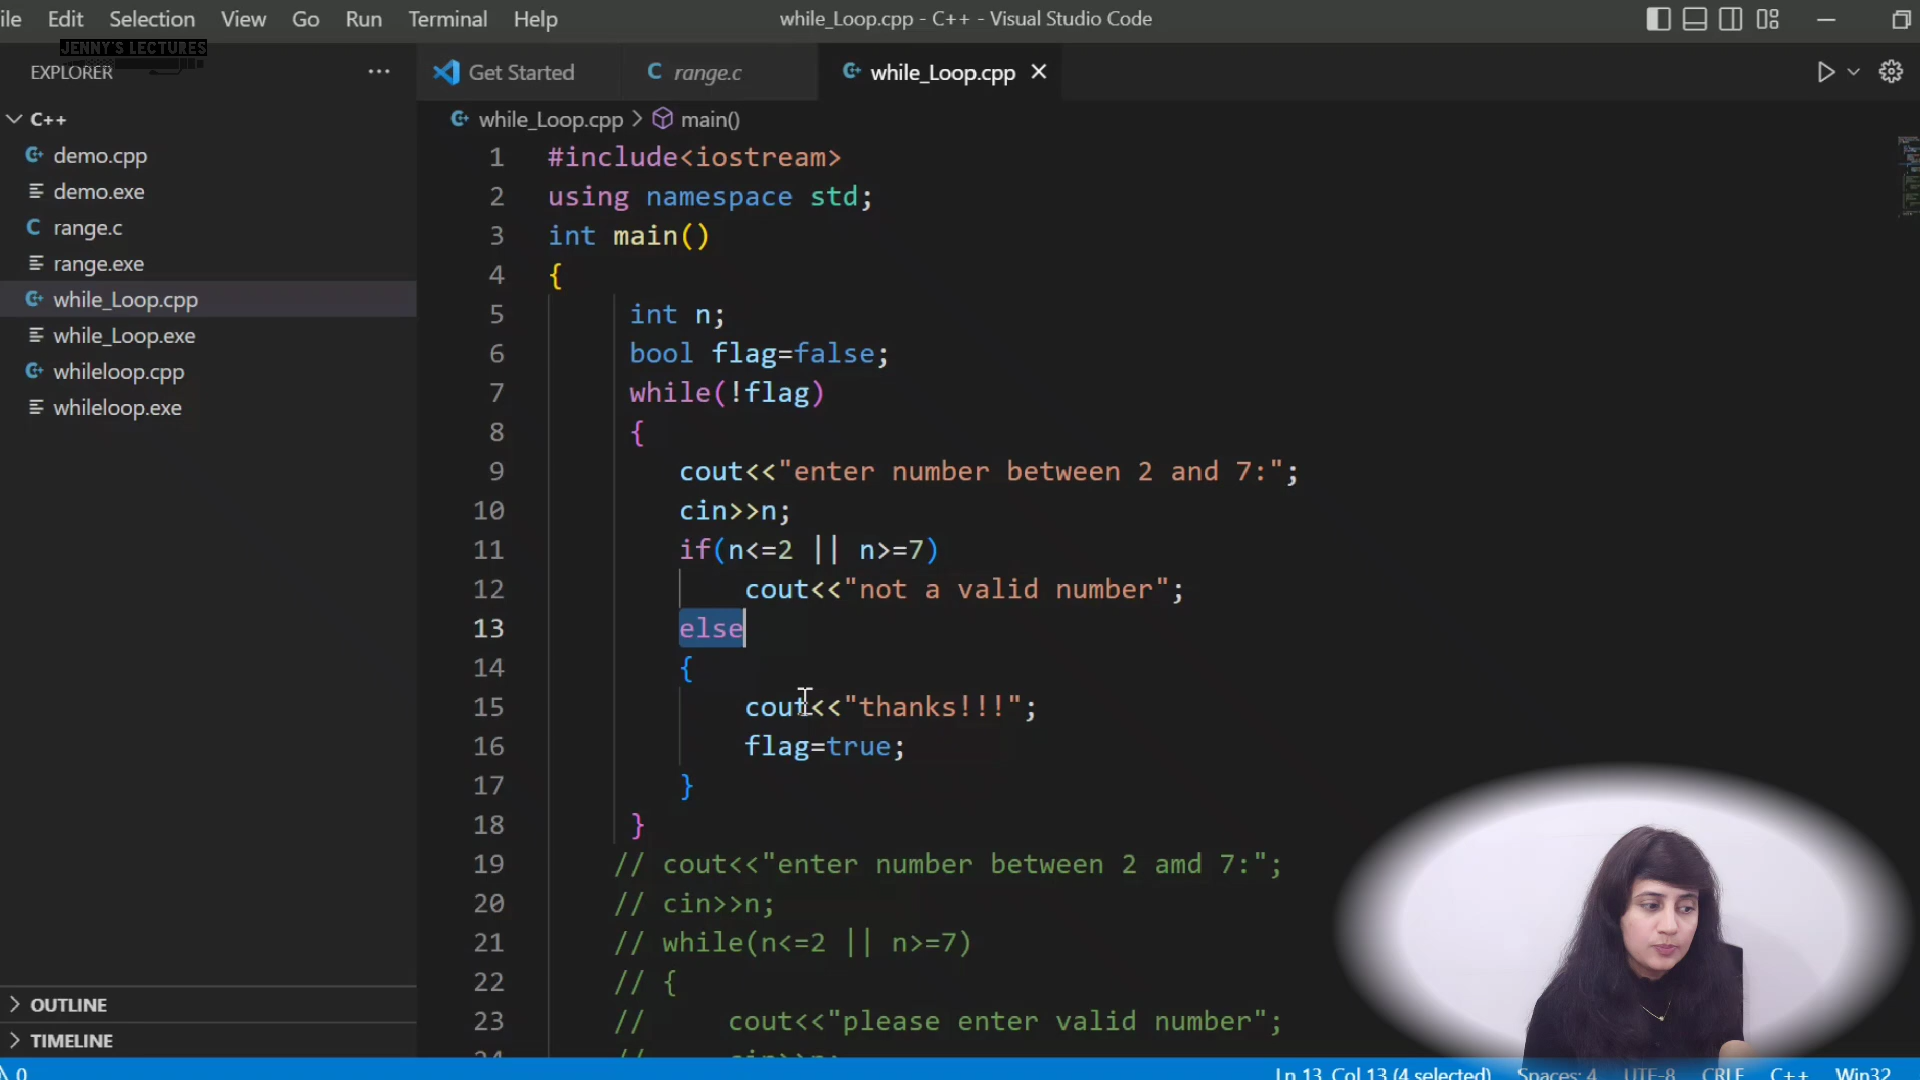 ile Edit Selection View Go Run Terminal Help while_Loop.cpp - C++ - Visual Studio Code
JENNY'S LECTURES
EXPLORER ···
C++
demo.cpp
demo.exe
range.c
range.exe
while_Loop.cpp
while_Loop.exe
whileloop.cpp
whileloop.exe
OUTLINE
TIMELINE
Get Started range.c while_Loop.cpp
while_Loop.cpp > main()
1 #include<iostream>
2 using namespace std;
3 int main()
4 {
5 int n;
6 bool flag=false;
7 while(!flag)
8 {
9 cout<<"enter number between 2 and 7:";
10 cin>>n;
11 if(n<=2 || n>=7)
12 cout<<"not a valid number";
13 else
14 {
15 cout<<"thanks!!!";
16 flag=true;
17 }
18 }
19 // cout<<"enter number between 2 amd 7:";
20 // cin>>n;
21 // while(n<=2 || n>=7)
22 // {
23 // cout<<"please enter valid number";
24 // cin>>n;
0 Ln 13, Col 13 (4 selected) Spaces: 4 UTF-8 CRLF C++ Win32